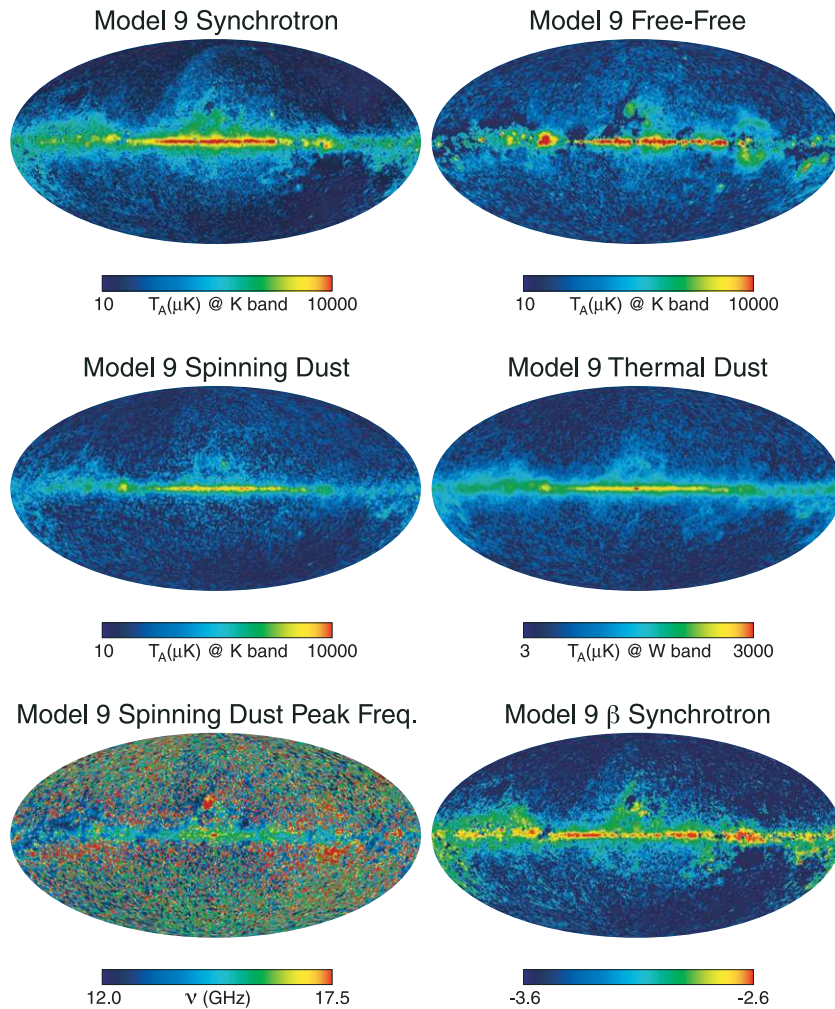 Model 9 Synchrotron
Model 9 Free-Free
10 T_A(μK) @ K band 10000
10 T_A(μK) @ K band 10000
Model 9 Spinning Dust
Model 9 Thermal Dust
10 T_A(μK) @ K band 10000
3 T_A(μK) @ W band 3000
Model 9 Spinning Dust Peak Freq.
Model 9 β Synchrotron
12.0 ν (GHz) 17.5
-3.6 -2.6